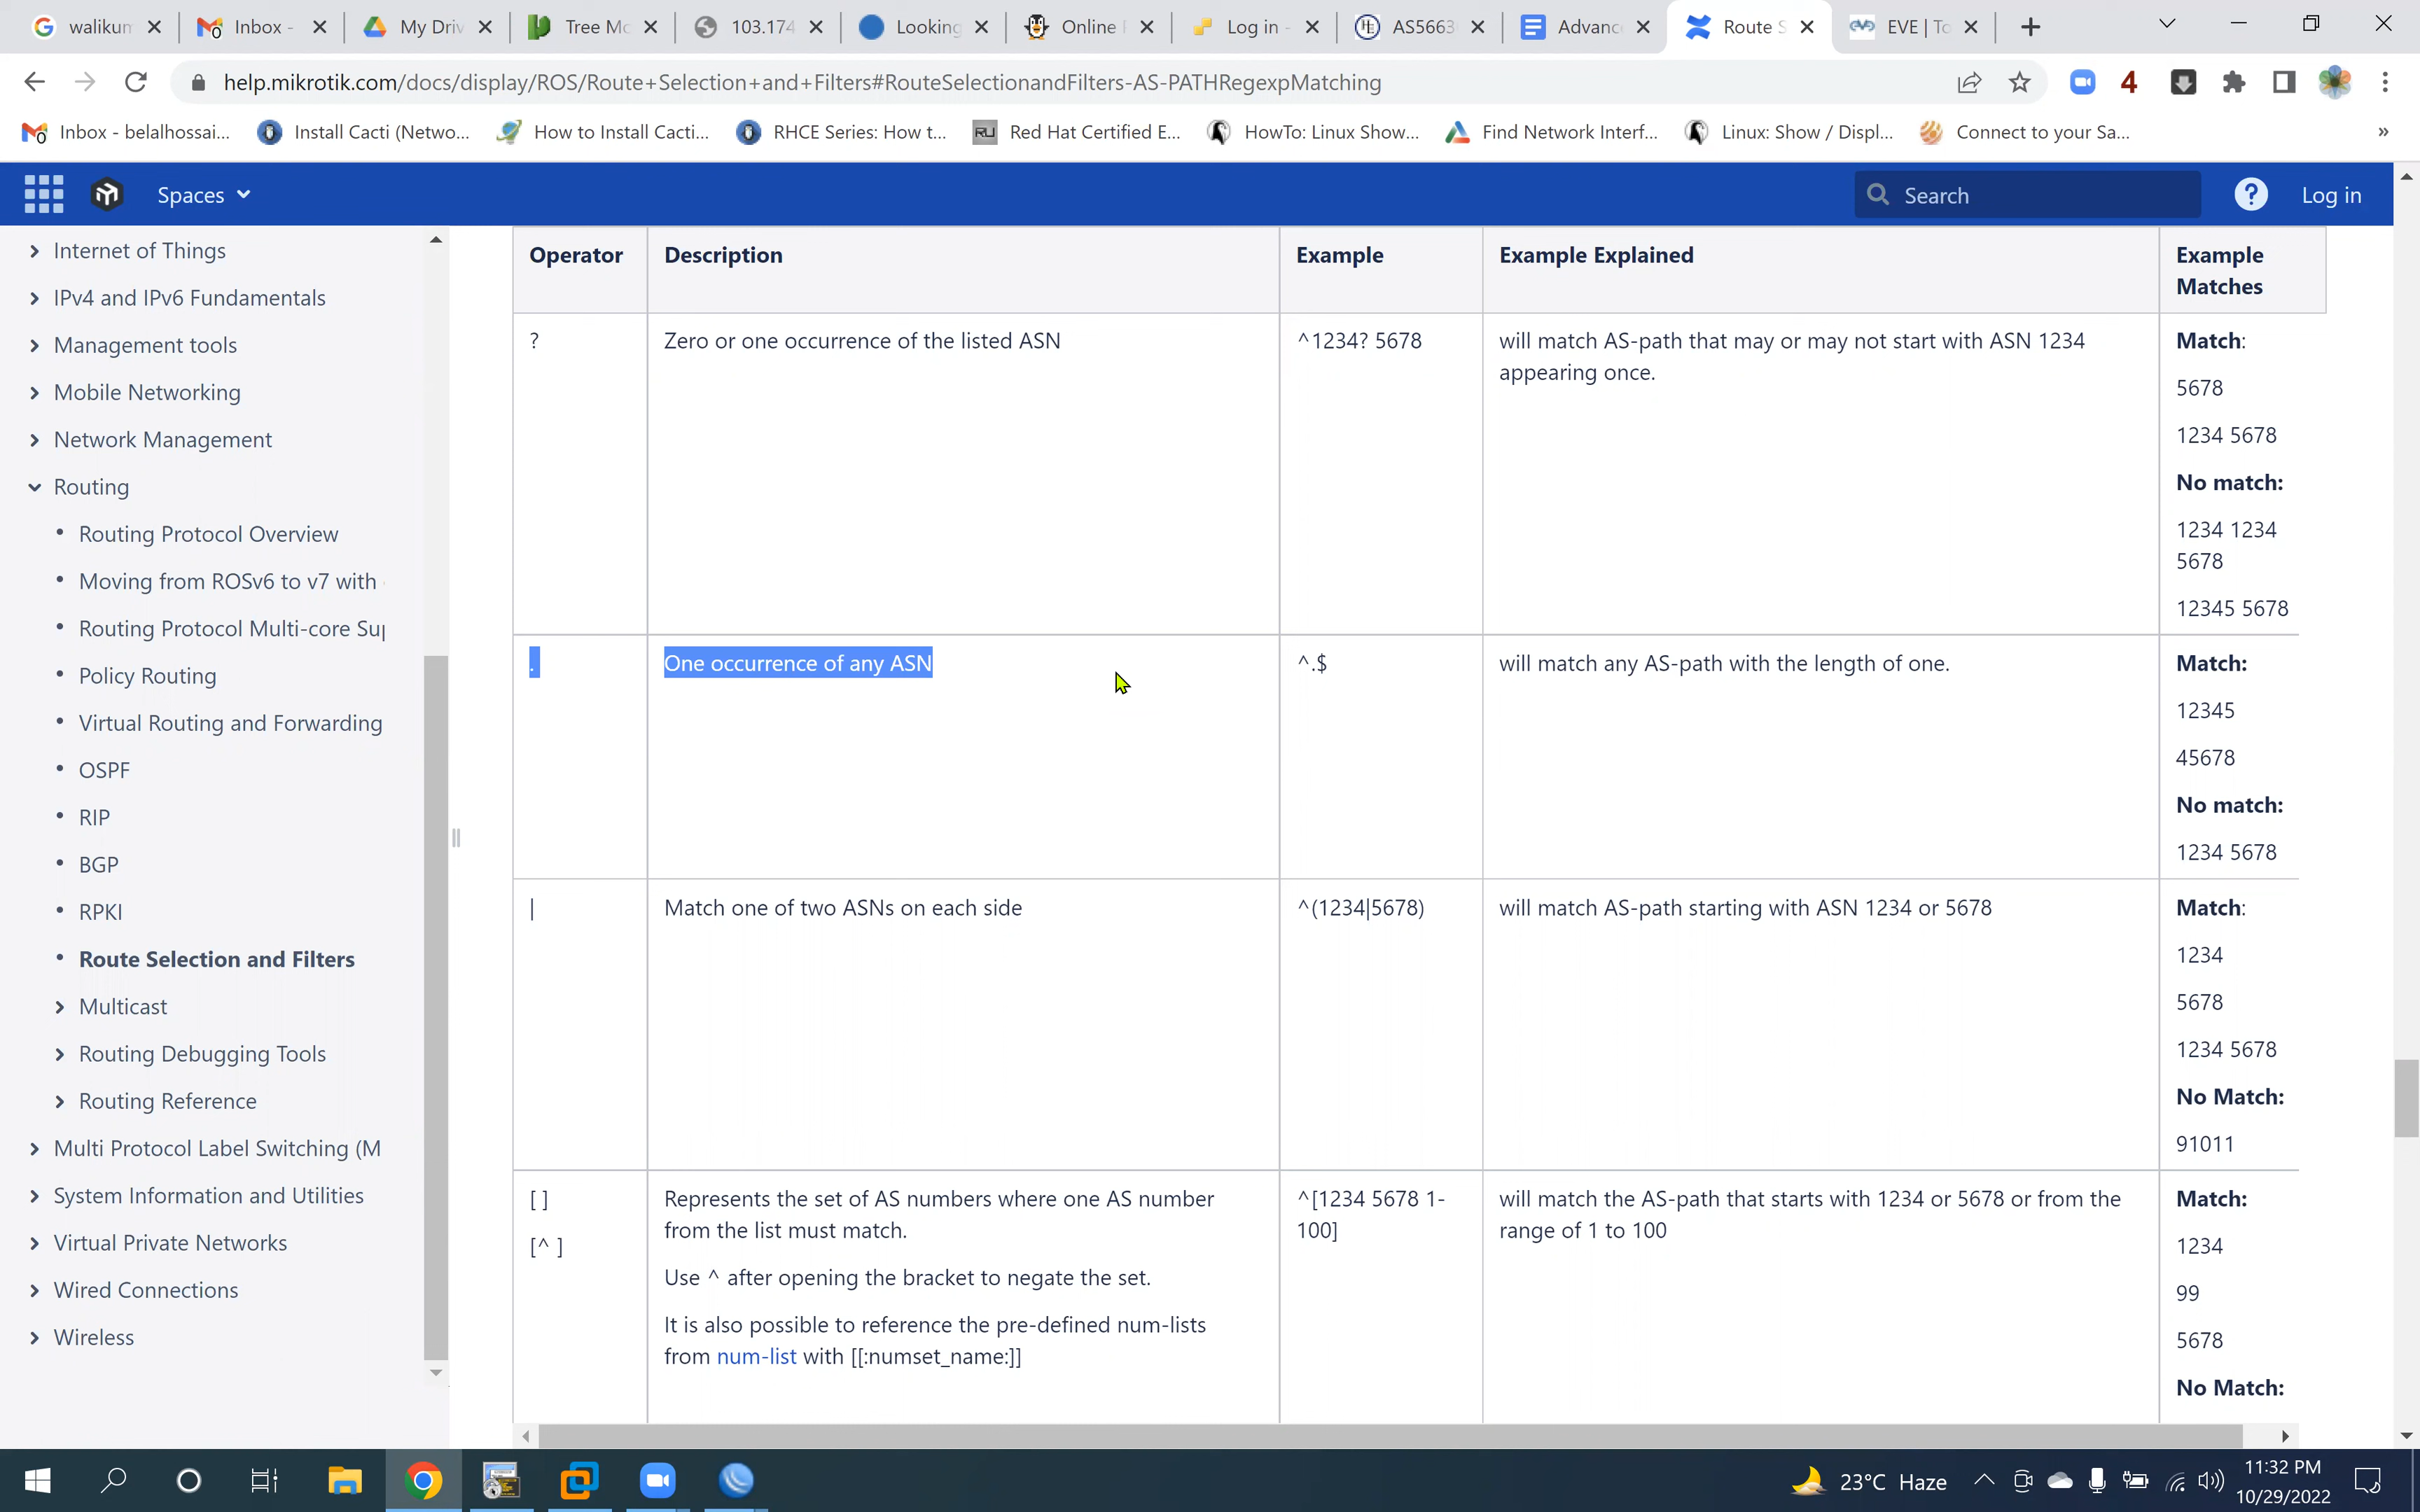 walikum
Inbox -
My Driv
Tree Mo
103.174
Looking
Online
Log in -
AS5663
Advanc
Route S
EVE | To
help.mikrotik.com/docs/display/ROS/Route+Selection+and+Filters#RouteSelectionandFilters-AS-PATHRegexpMatching
4
Inbox - belalhossai...
Install Cacti (Netwo...
How to Install Cacti...
RHCE Series: How t...
RU Red Hat Certified E...
HowTo: Linux Show...
Find Network Interf...
Linux: Show / Displ...
Connect to your Sa...
»
Spaces
Search
?
Log in
Internet of Things
IPv4 and IPv6 Fundamentals
Management tools
Mobile Networking
Network Management
Routing
• Routing Protocol Overview
• Moving from ROSv6 to v7 with
• Routing Protocol Multi-core Sup
• Policy Routing
• Virtual Routing and Forwarding
• OSPF
• RIP
• BGP
• RPKI
• Route Selection and Filters
Multicast
Routing Debugging Tools
Routing Reference
Multi Protocol Label Switching (M
System Information and Utilities
Virtual Private Networks
Wired Connections
Wireless
Operator
Description
Example
Example Explained
Example
Matches
?
Zero or one occurrence of the listed ASN
^1234? 5678
will match AS-path that may or may not start with ASN 1234
appearing once.
Match:
5678
1234 5678
No match:
1234 1234
5678
12345 5678
.
One occurrence of any ASN
^.$
will match any AS-path with the length of one.
Match:
12345
45678
No match:
1234 5678
|
Match one of two ASNs on each side
^(1234|5678)
will match AS-path starting with ASN 1234 or 5678
Match:
1234
5678
1234 5678
No Match:
91011
[ ]
[^ ]
Represents the set of AS numbers where one AS number
from the list must match.
Use ^ after opening the bracket to negate the set.
It is also possible to reference the pre-defined num-lists
from num-list with [[:numset_name:]]
^[1234 5678 1-
100]
will match the AS-path that starts with 1234 or 5678 or from the
range of 1 to 100
Match:
1234
99
5678
No Match:
23°C Haze
11:32 PM
10/29/2022